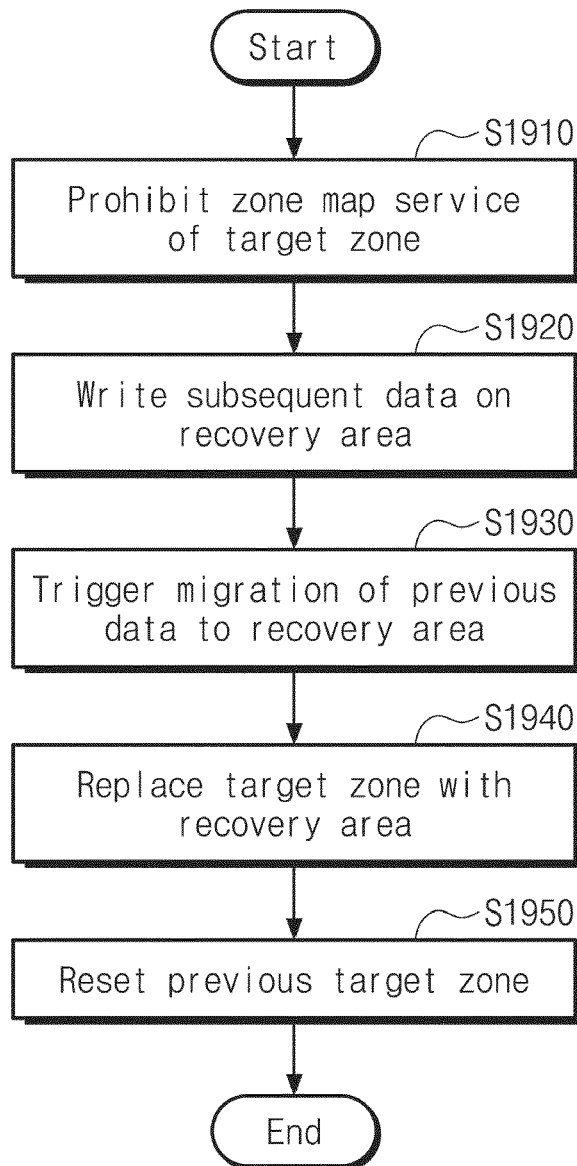 Start
S1910
Prohibit zone map service
of target zone
S1920
Write subsequent data on
recovery area
S1930
Trigger migration of previous
data to recovery area
S1940
Replace target zone with
recovery area
S1950
Reset previous target zone
End